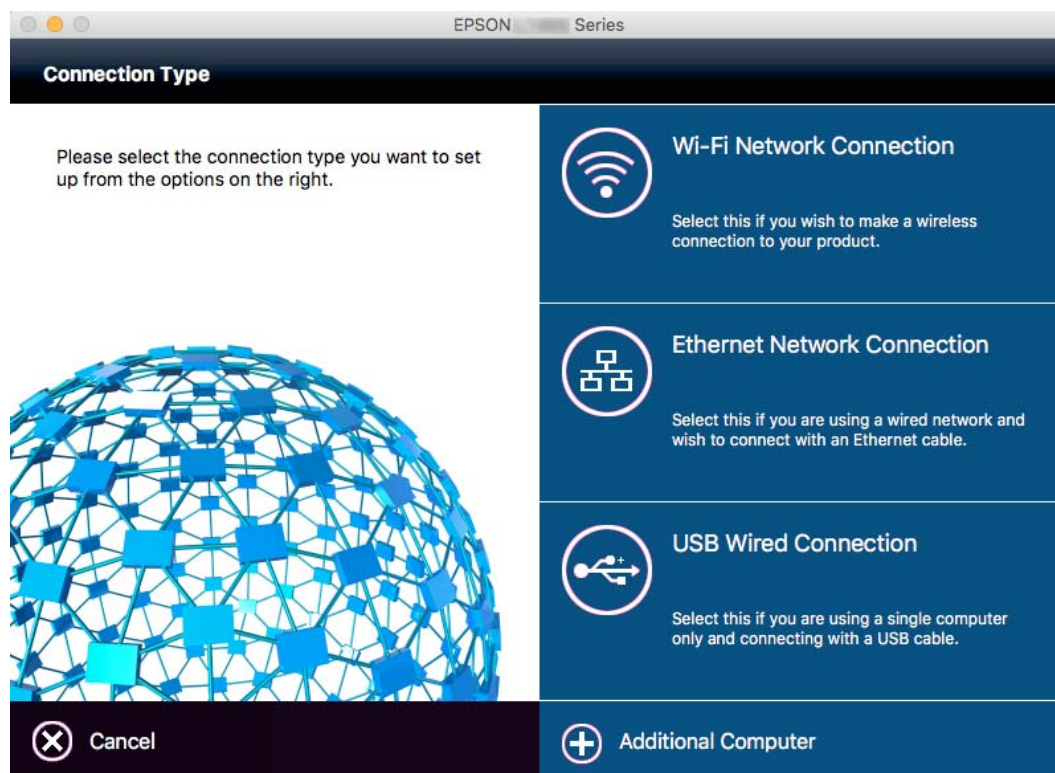 EPSON Series
Connection Type
Please select the connection type you want to set
up from the options on the right.
Wi-Fi Network Connection
Select this if you wish to make a wireless
connection to your product.
Ethernet Network Connection
Select this if you are using a wired network and
wish to connect with an Ethernet cable.
USB Wired Connection
Select this if you are using a single computer
only and connecting with a USB cable.
Cancel
Additional Computer